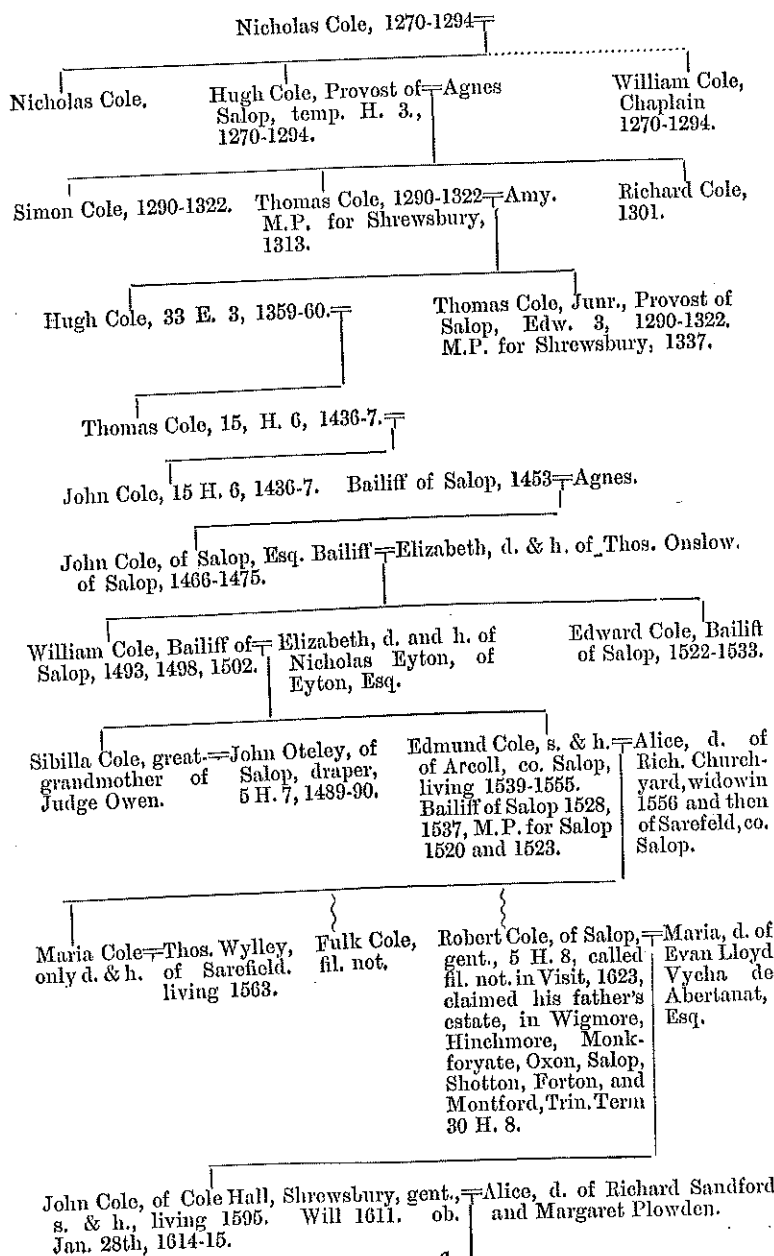 Nicholas Cole, 1270-1294
Nicholas Cole.
Hugh Cole, Provost of
Salop, temp. H. 3.,
1270-1294.
Agnes
William Cole,
Chaplain
1270-1294.
Simon Cole, 1290-1322.
Thomas Cole, 1290-1322
M.P. for Shrewsbury,
1313.
Amy.
Richard Cole,
1301.
Hugh Cole, 33 E. 3, 1359-60.
Thomas Cole, Junr., Provost of
Salop, Edw. 3, 1290-1322.
M.P. for Shrewsbury, 1337.
Thomas Cole, 15, H. 6, 1436-7.
John Cole, 15 H. 6, 1436-7. Bailiff of Salop, 1453
Agnes.
John Cole, of Salop, Esq. Bailiff
of Salop, 1466-1475.
Elizabeth, d. & h. of Thos. Onslow.
William Cole, Bailiff of
Salop, 1493, 1498, 1502.
Elizabeth, d. and h. of
Nicholas Eyton, of
Eyton, Esq.
Edward Cole, Bailiff
of Salop, 1522-1533.
Sibilla Cole, great-
grandmother of
Judge Owen.
John Oteley, of
Salop, draper,
5 H. 7, 1489-90.
Edmund Cole, s. & h.
of Arcoll, co. Salop,
living 1539-1555.
Bailiff of Salop 1528,
1537, M.P. for Salop
1520 and 1523.
Alice, d. of
Rich. Church-
yard, widow in
1556 and then
of Sarefeld, co.
Salop.
Maria Cole
only d. & h.
Thos. Wylley,
of Sarefield.
living 1563.
Fulk Cole,
fil. not.
Robert Cole, of Salop,
gent., 5 H. 8, called
fil. not. in Visit, 1623,
claimed his father's
estate, in Wigmore,
Hinchmore, Monk-
foryate, Oxon, Salop,
Shotton, Forton, and
Montford, Trin. Term
30 H. 8.
Maria, d. of
Evan Lloyd
Vycha de
Abertanat,
Esq.
John Cole, of Cole Hall, Shrewsbury, gent.,
s. & h., living 1595. Will 1611. ob.
Jan. 28th, 1614-15.
Alice, d. of Richard Sandford
and Margaret Plowden.